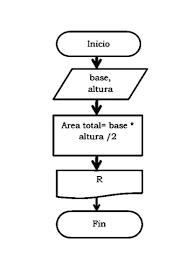 Inicio
base,
altura
Area total= base *
altura /2
R
Fin